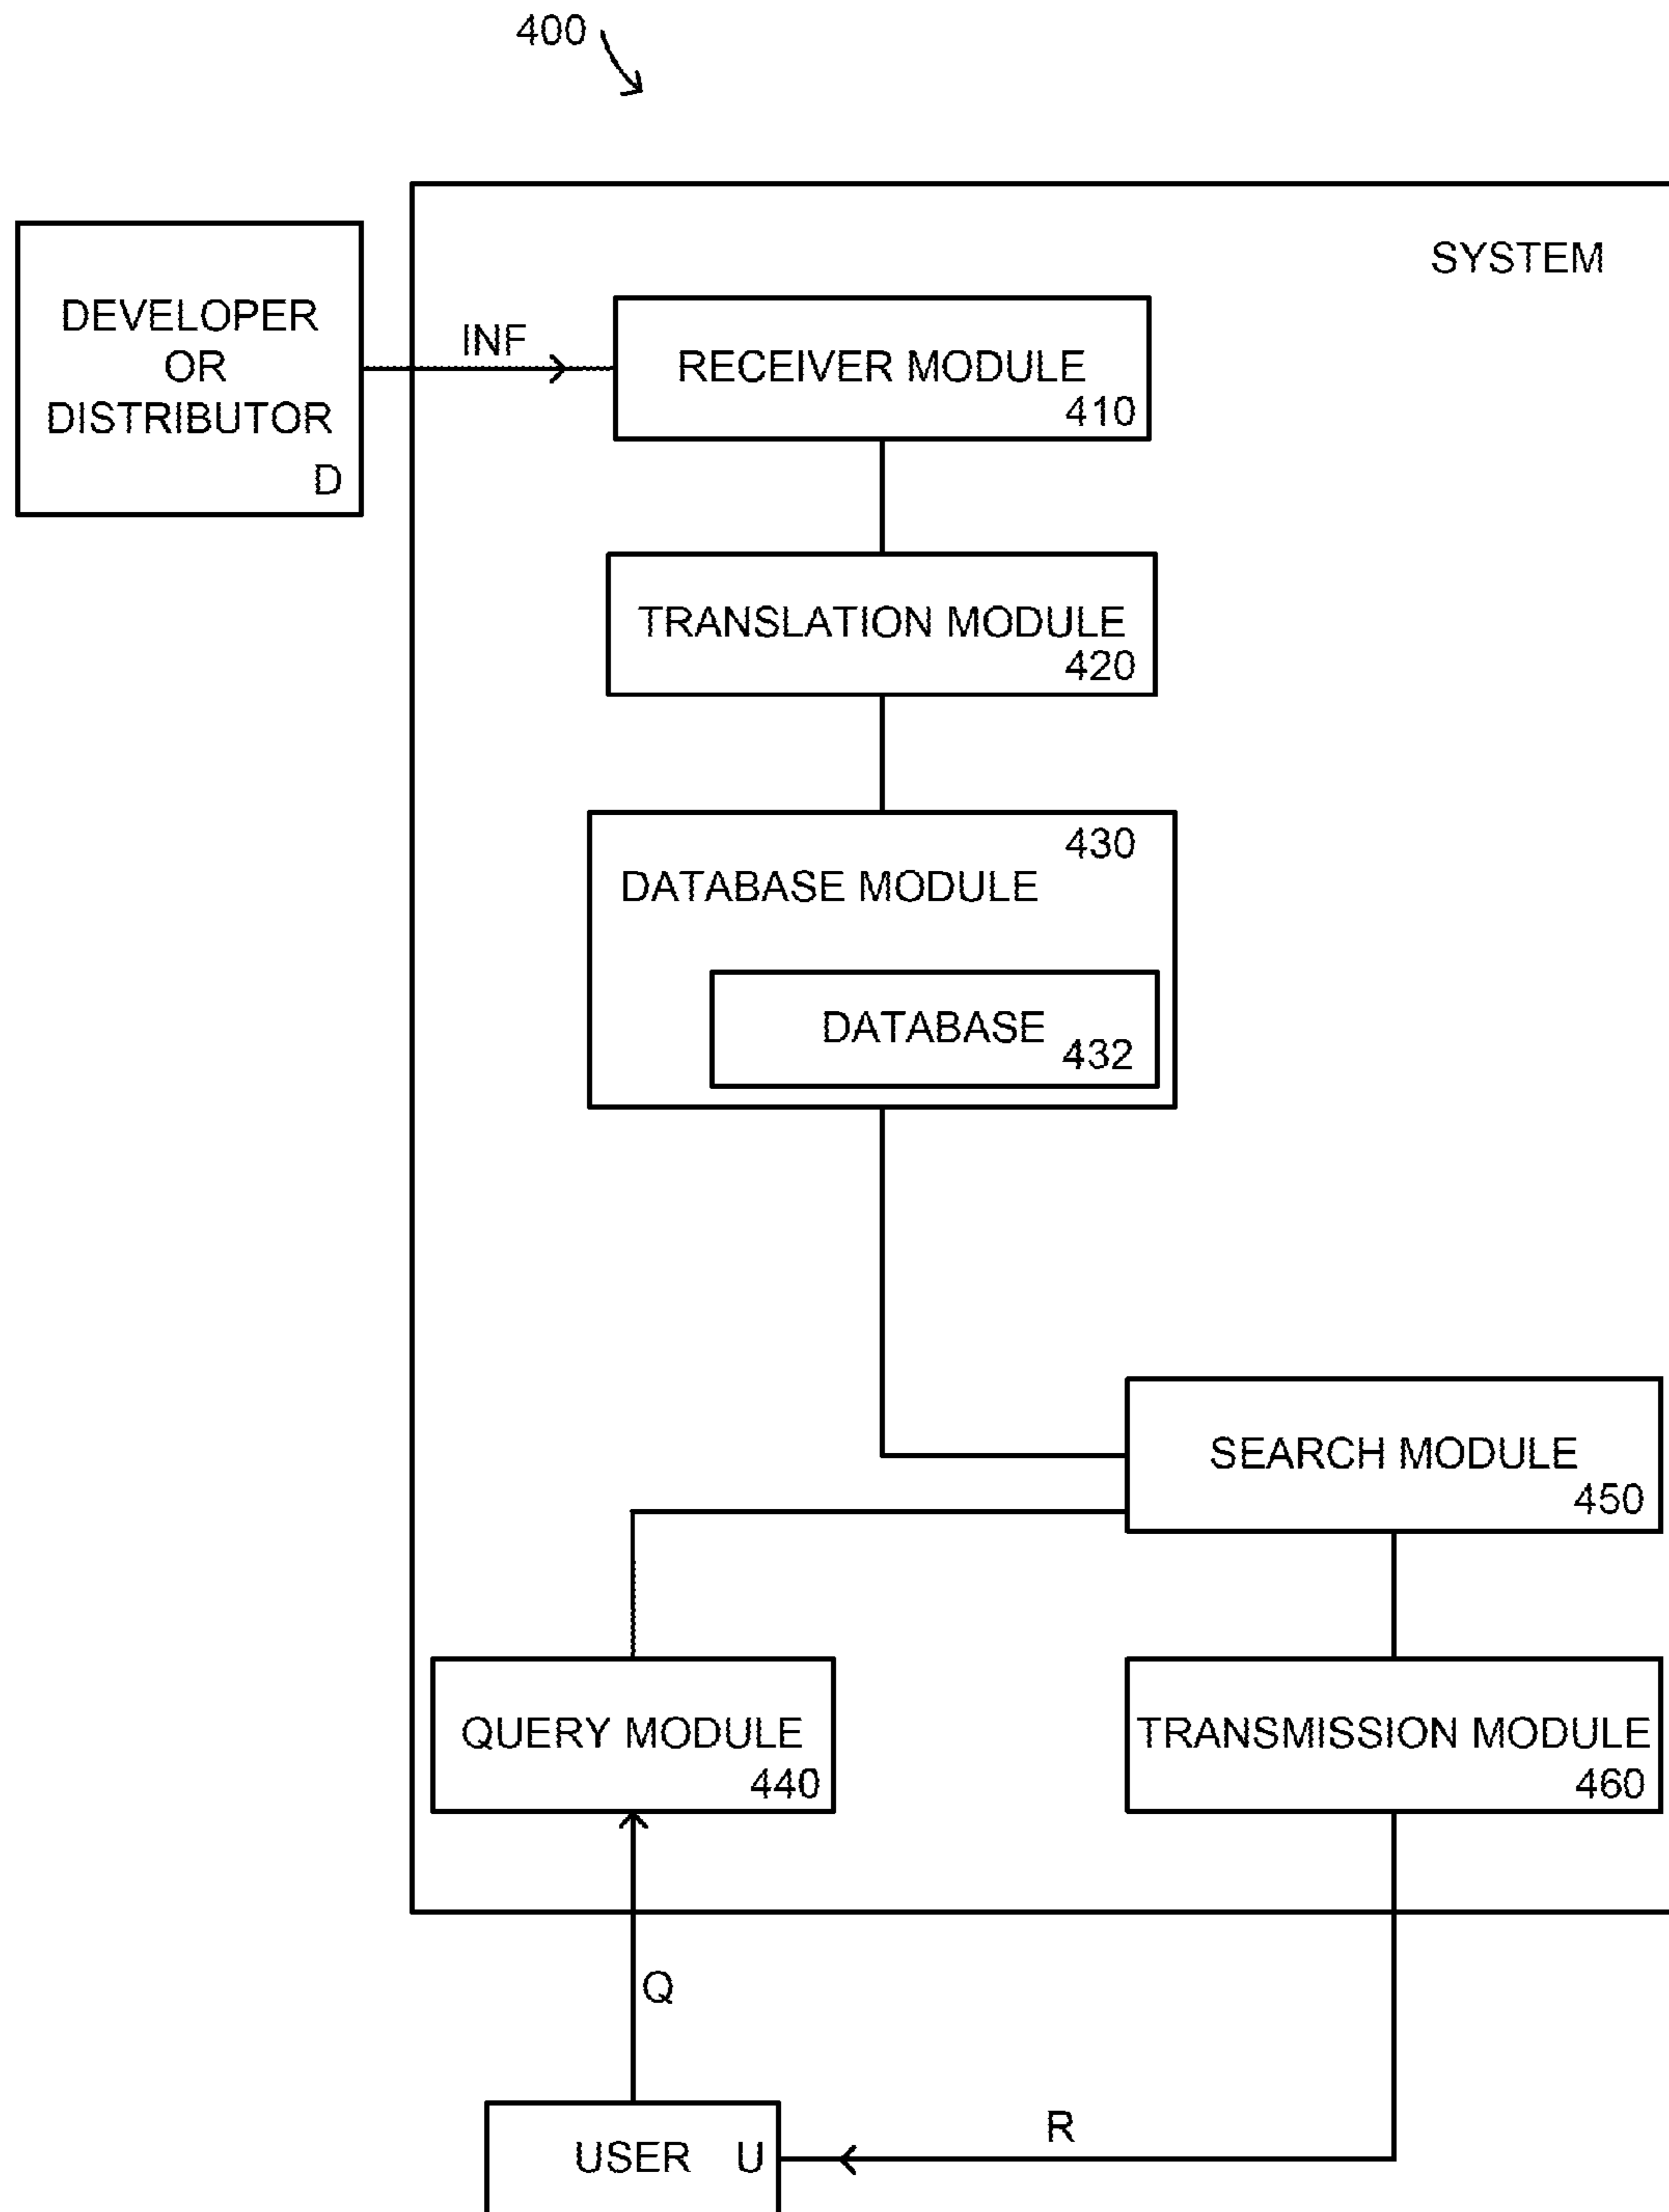 400
SYSTEM
DEVELOPER
OR
DISTRIBUTOR
D
INF
RECEIVER MODULE
410
TRANSLATION MODULE
420
430
DATABASE MODULE
DATABASE
432
SEARCH MODULE
450
QUERY MODULE
440
TRANSMISSION MODULE
460
Q
R
USER U